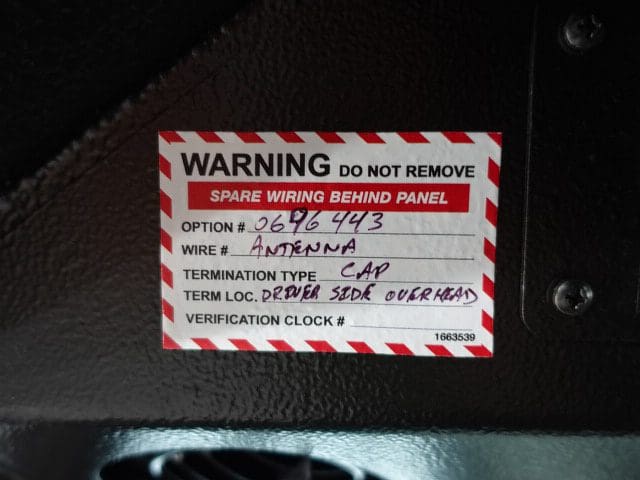 WARNING DO NOT REMOVE
SPARE WIRING BEHIND PANEL
OPTION # 0696443
WIRE # ANTENNA
TERMINATION TYPE CAP
TERM LOC. DRIVER SIDE OVERHEAD
VERIFICATION CLOCK #
1663539